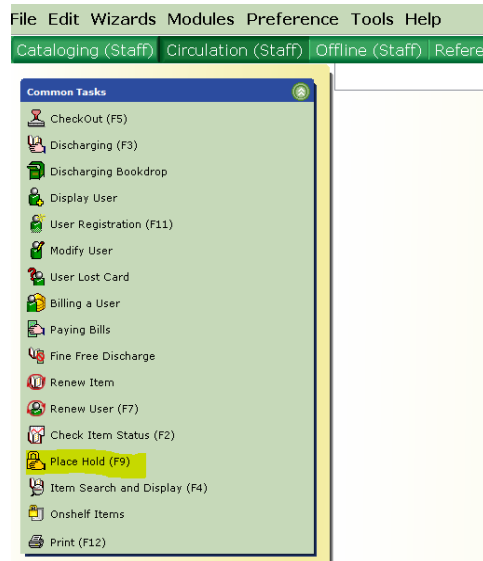 File Edit Wizards Modules Preference Tools Help
Cataloging (Staff) Circulation (Staff) Offline (Staff) Refere
Common Tasks
CheckOut (F5)
Discharging (F3)
Discharging Bookdrop
Display User
User Registration (F11)
Modify User
User Lost Card
Billing a User
Paying Bills
Fine Free Discharge
Renew Item
Renew User (F7)
Check Item Status (F2)
Place Hold (F9)
Item Search and Display (F4)
Onshelf Items
Print (F12)